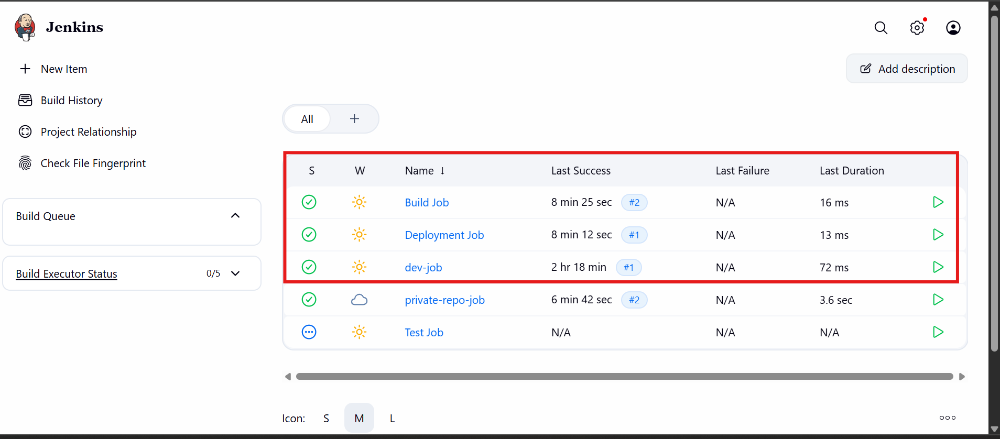 Jenkins
New Item
Add description
Build History
All
Project Relationship
Check File Fingerprint
S W Name ↓ Last Success Last Failure Last Duration
Build Job 8 min 25 sec #2 N/A 16 ms
Build Queue
Deployment Job 8 min 12 sec #1 N/A 13 ms
Build Executor Status 0/5
dev-job 2 hr 18 min #1 N/A 72 ms
private-repo-job 6 min 42 sec #2 N/A 3.6 sec
Test Job N/A N/A N/A
Icon: S M L